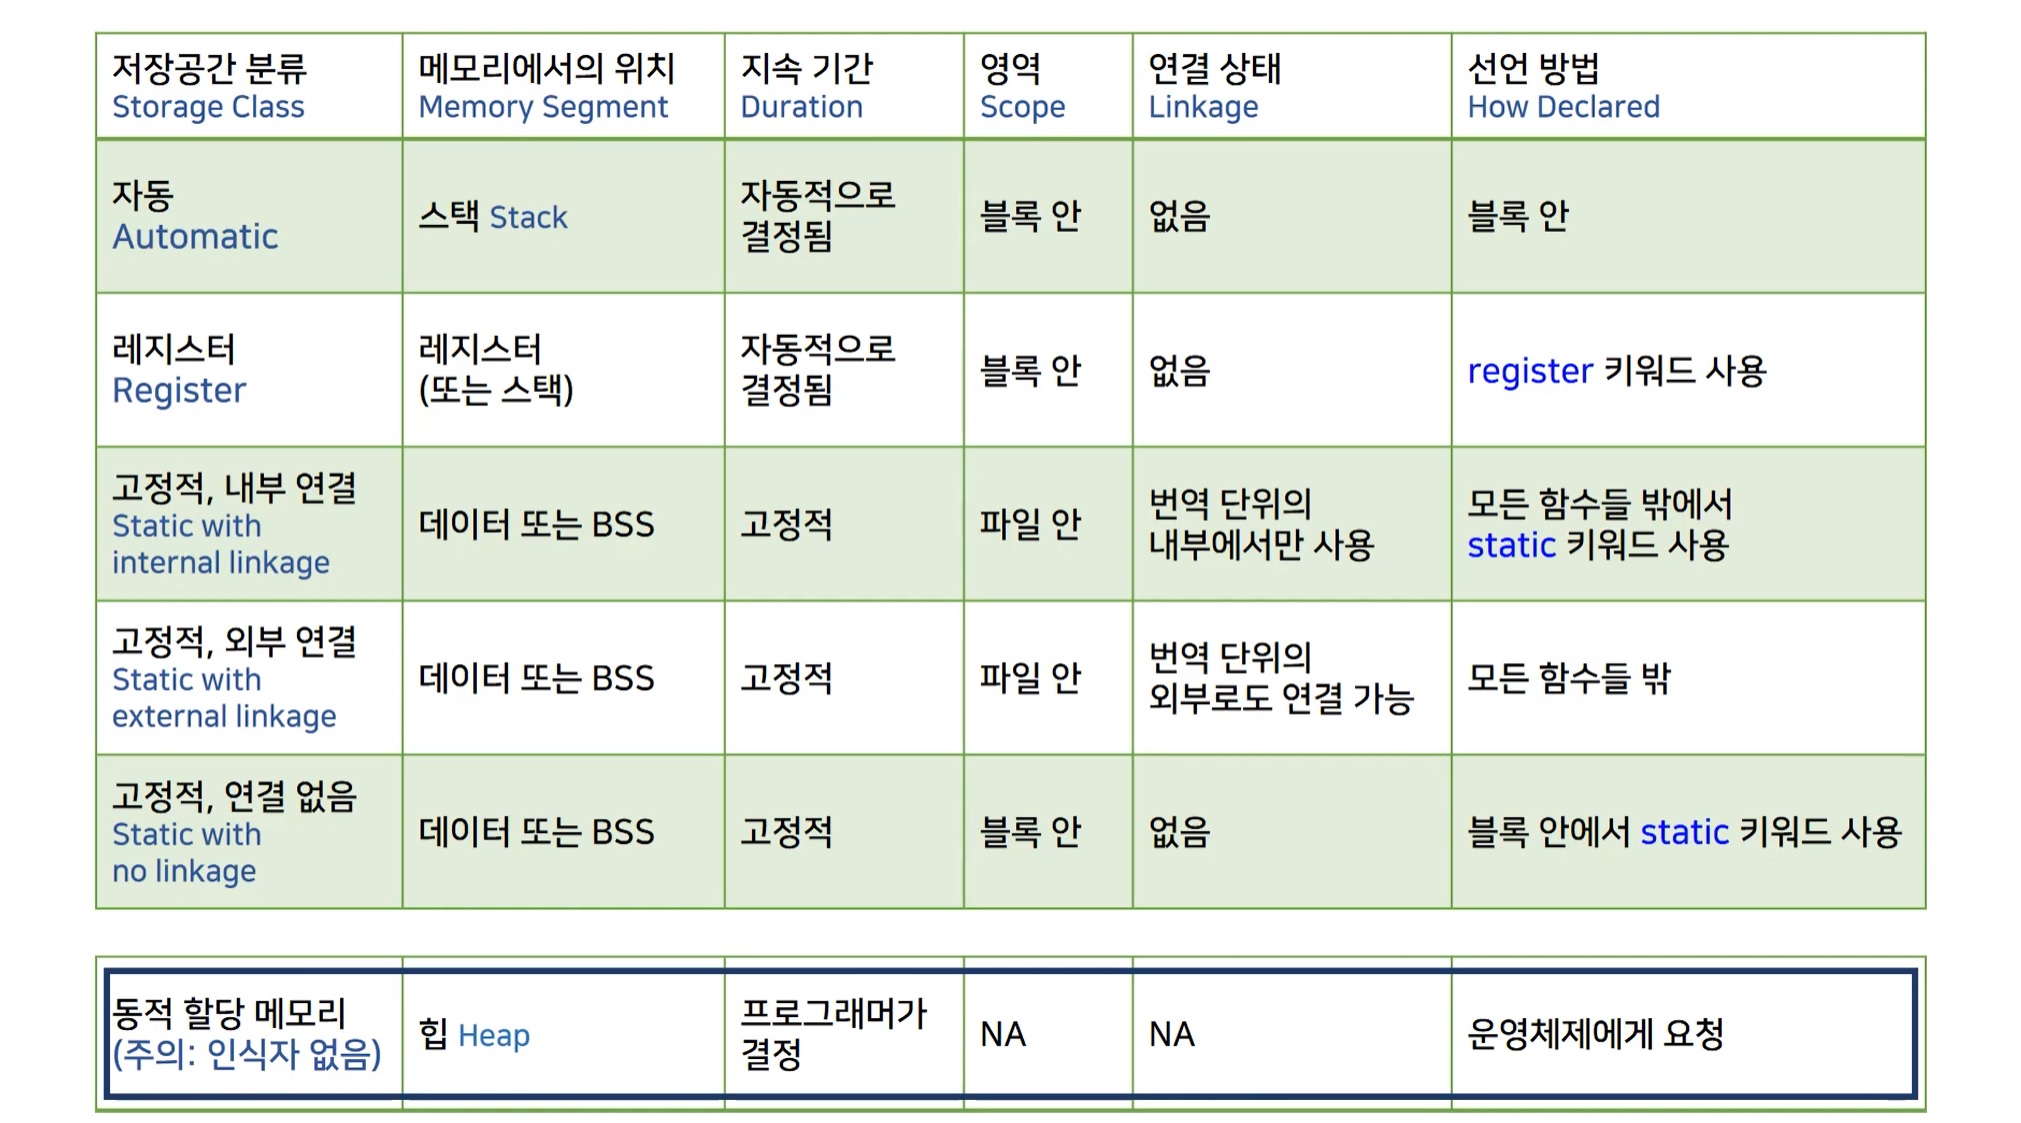 저장공간 분류
Storage Class
메모리에서의 위치
Memory Segment
지속 기간
Duration
영역
Scope
연결 상태
Linkage
선언 방법
How Declared
자동
Automatic
스택 Stack
자동적으로
결정됨
블록 안
없음
블록 안
레지스터
Register
레지스터
(또는 스택)
자동적으로
결정됨
블록 안
없음
register 키워드 사용
고정적, 내부 연결
Static with
internal linkage
데이터 또는 BSS
고정적
파일 안
번역 단위의
내부에서만 사용
모든 함수들 밖에서
static 키워드 사용
고정적, 외부 연결
Static with
external linkage
데이터 또는 BSS
고정적
파일 안
번역 단위의
외부로도 연결 가능
모든 함수들 밖
고정적, 연결 없음
Static with
no linkage
데이터 또는 BSS
고정적
블록 안
없음
블록 안에서 static 키워드 사용
동적 할당 메모리
(주의: 인식자 없음)
힙 Heap
프로그래머가
결정
NA
NA
운영체제에게 요청